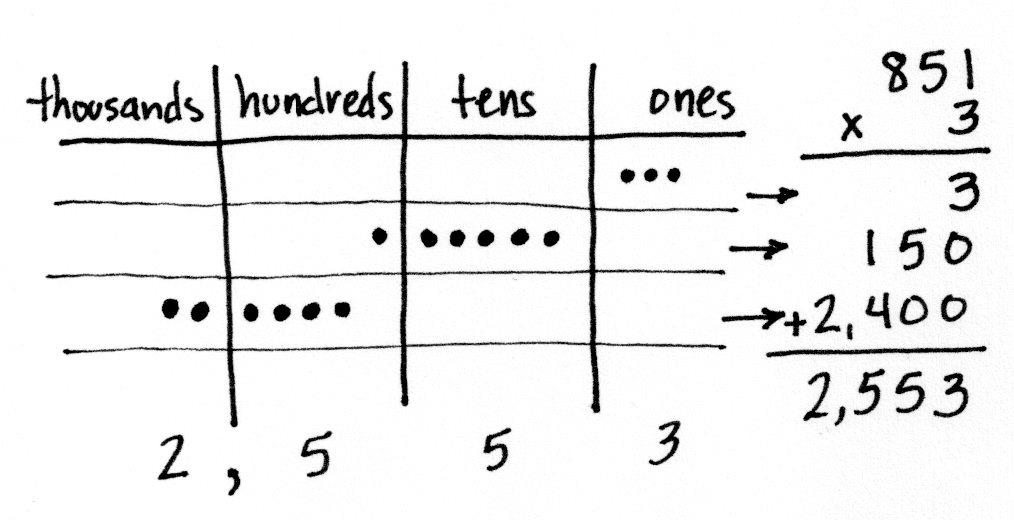 thousands hundreds tens ones
2, 5 5 3
851
x 3
3
150
+2,400
2,553